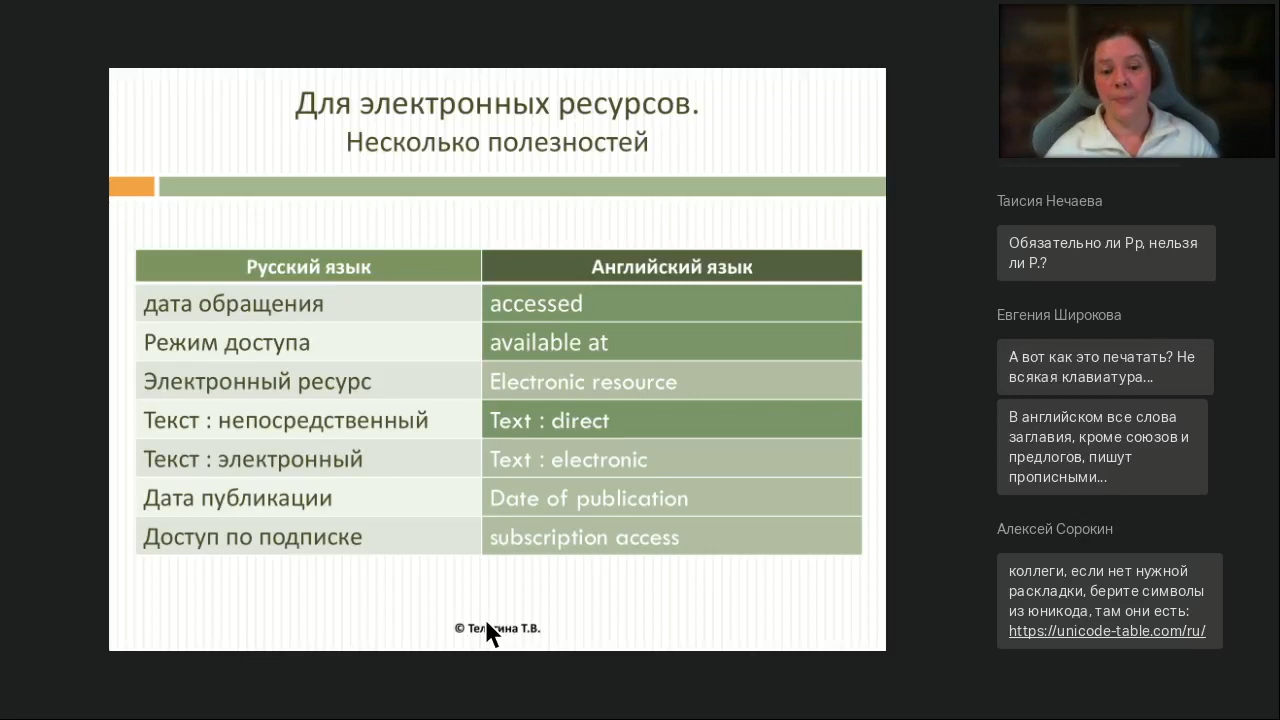 Для электронных ресурсов.
Несколько полезностей
Русский язык
Английский язык
дата обращения
accessed
Режим доступа
available at
Электронный ресурс
Electronic resource
Текст : непосредственный
Text : direct
Текст : электронный
Text : electronic
Дата публикации
Date of publication
Доступ по подписке
subscription access
Т.В.
Таисия Нечаева
Обязательно ли Рр, нельзя
ли Р.?
Евгения Широкова
А вот как это печатать? Не
всякая клавиатура...
В английском все слова
заглавия, кроме союзов и
предлогов, пишут
прописными...
Алексей Сорокин
коллеги, если нет нужной
раскладки, берите символы
из юникода, там они есть:
https://unicode-table.com/ru/